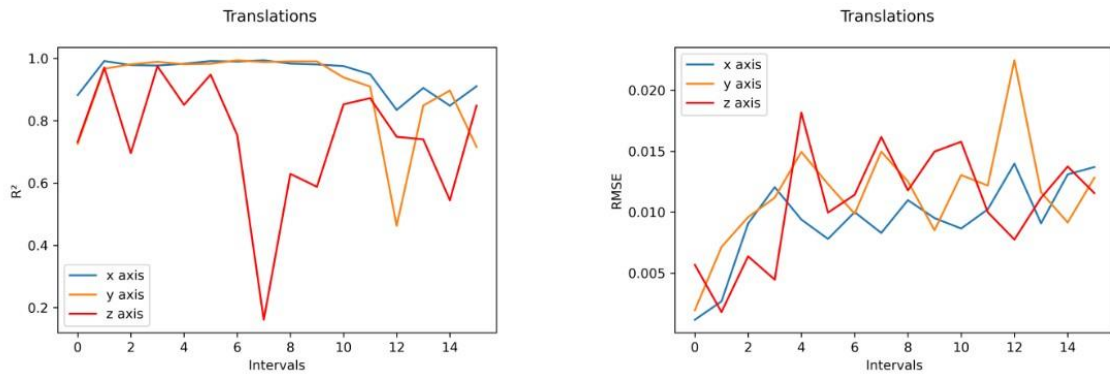 Translations
1.0
0.8
0.6
0.4
0.2
R²
x axis
y axis
z axis
0 2 4 6 8 10 12 14
Intervals
Translations
x axis
y axis
z axis
0.020
0.015
0.010
0.005
RMSE
0 2 4 6 8 10 12 14
Intervals